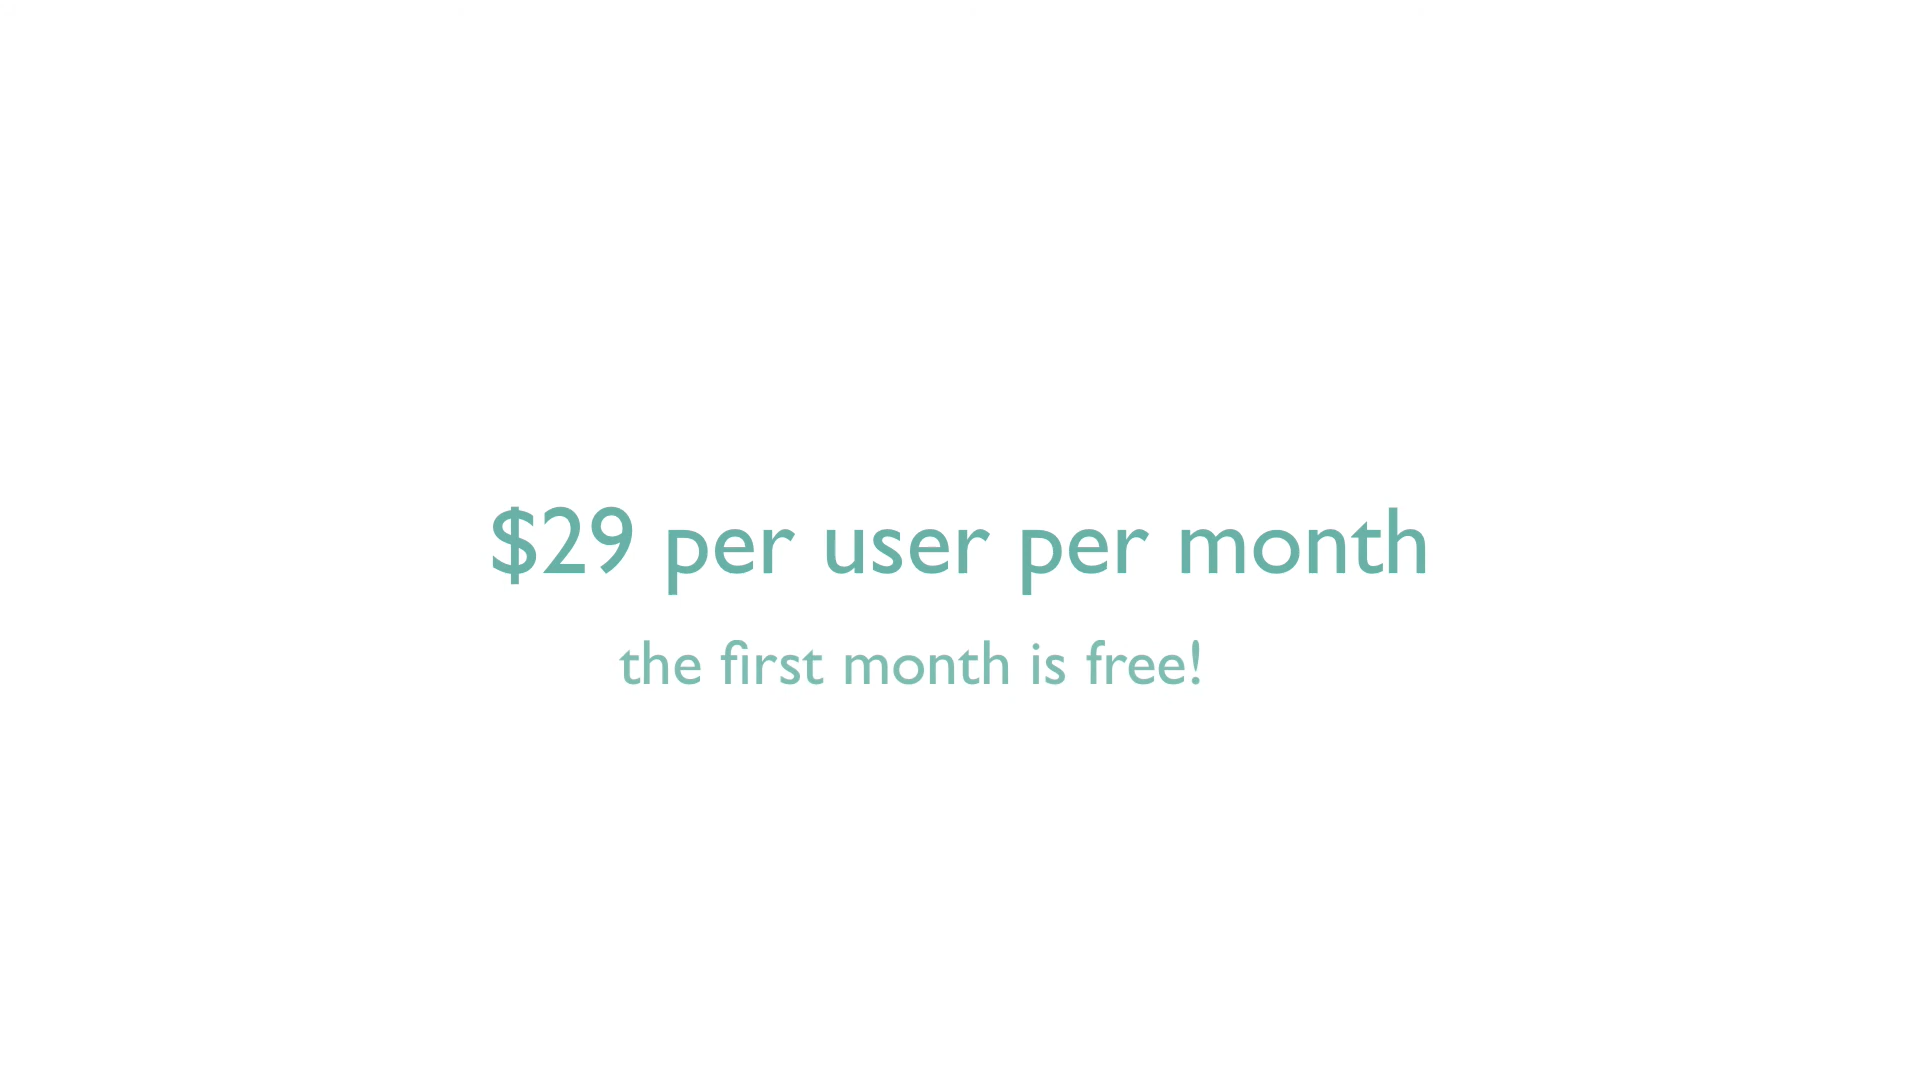 $29 per user per month
the first month is free!